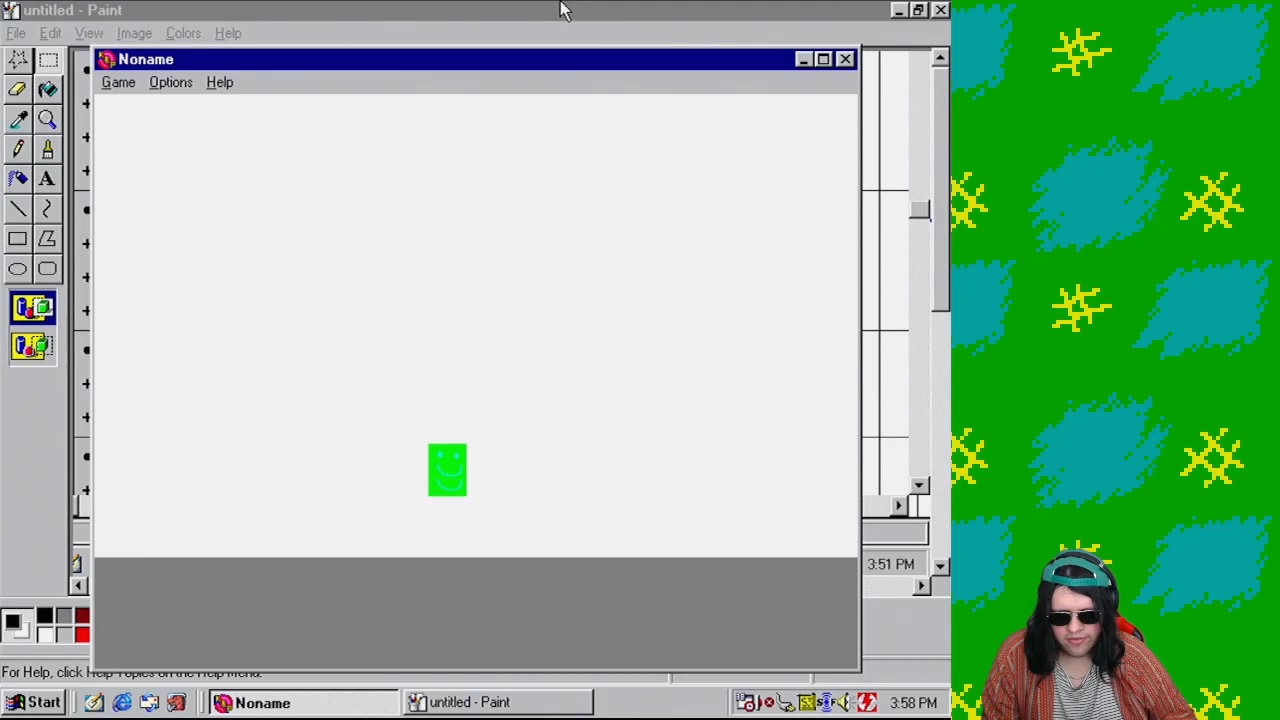 untitled - Paint
File Edit View Image Colors Help
Noname
Game Options Help
A
3:51 PM
For Help, click Help Topics on the Help Menu.
Start
Noname
untitled - Paint
3:58 PM